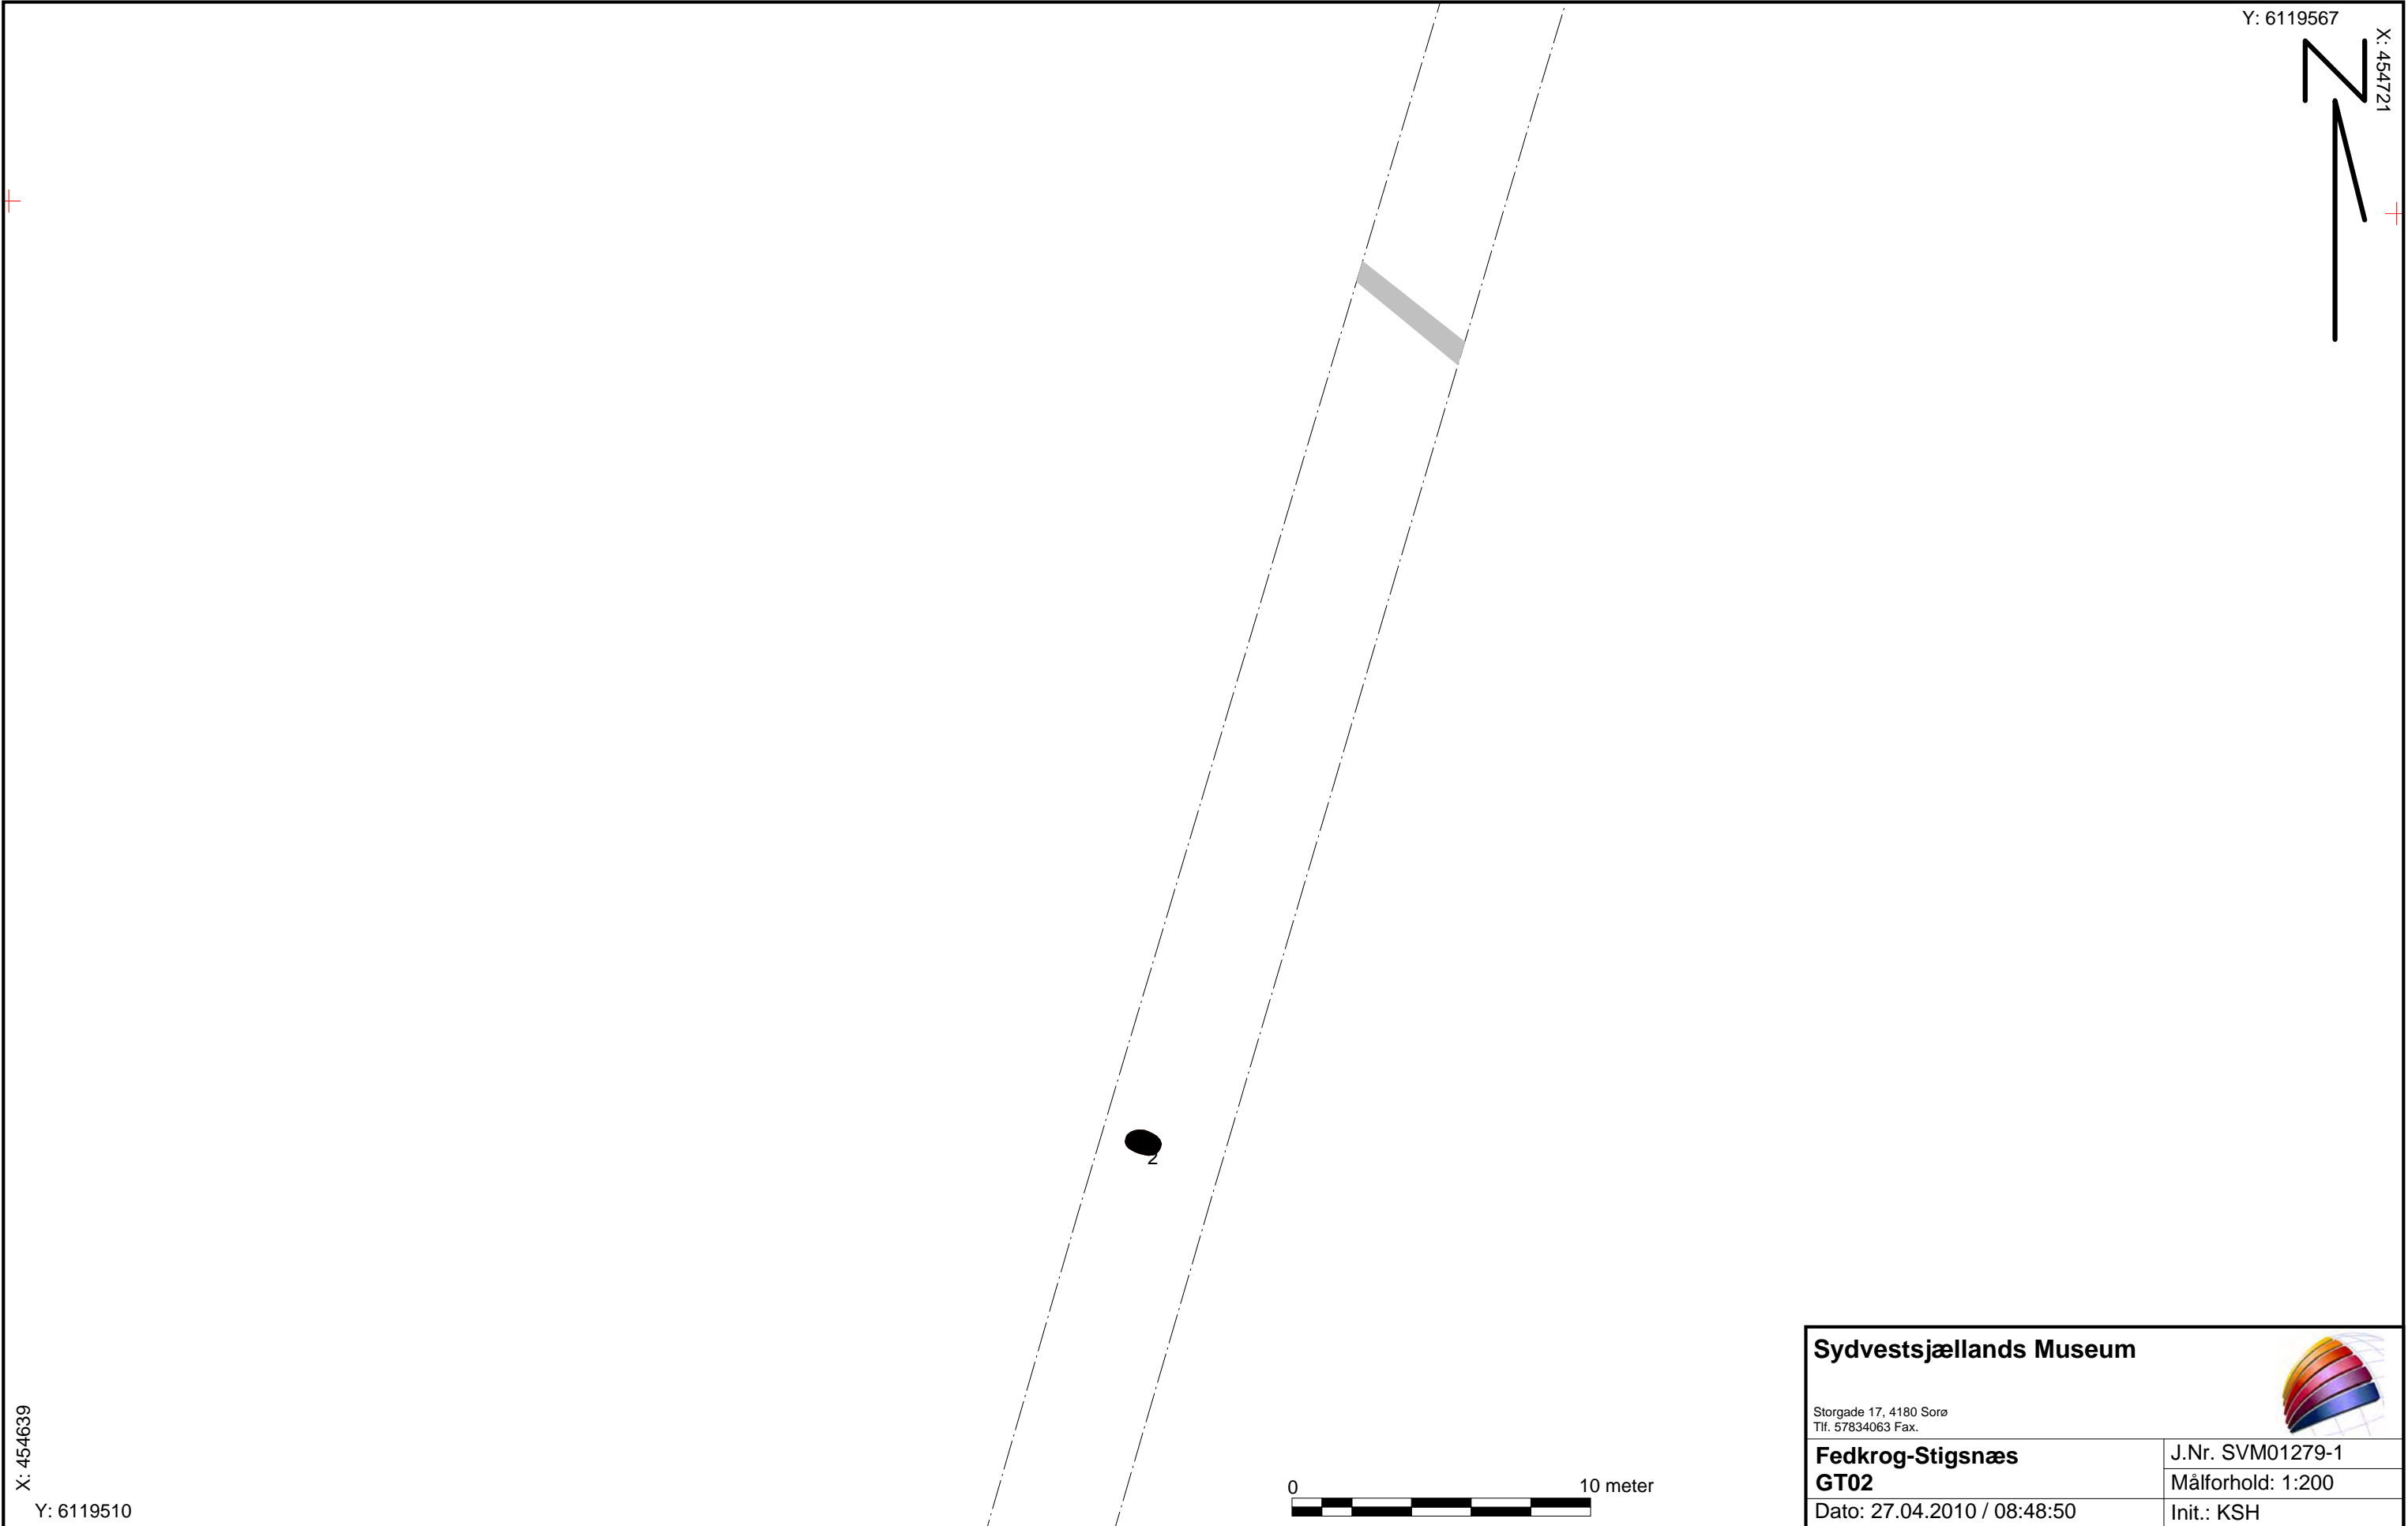 Y: 6119567
X: 454721
N
2
X: 454639
Y: 6119510
0
10 meter
Sydvestsjællands Museum
Storgade 17, 4180 Sorø
Tlf. 57834063 Fax.
Fedkrog-Stigsnæs
GT02
J.Nr. SVM01279-1
Målforhold: 1:200
Dato: 27.04.2010 / 08:48:50
Init.: KSH